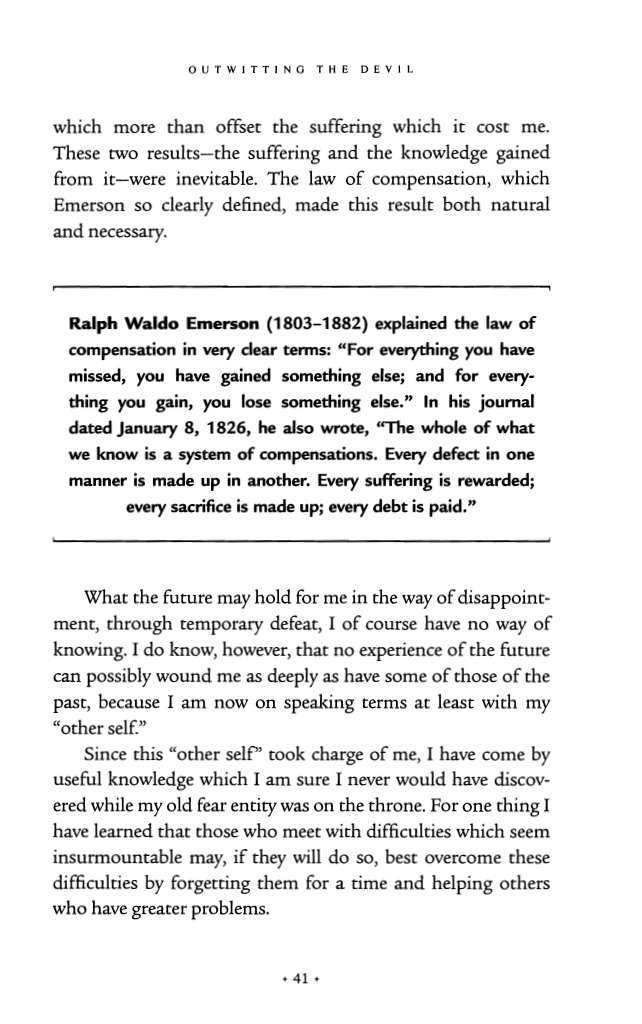 OUTWITTING THE DEVIL
which more than offset the suffering which it cost me.
These two results—the suffering and the knowledge gained
from it—were inevitable. The law of compensation, which
Emerson so clearly defined, made this result both natural
and necessary.
Ralph Waldo Emerson (1803–1882) explained the law of
compensation in very clear terms: “For everything you have
missed, you have gained something else; and for every-
thing you gain, you lose something else.” In his journal
dated January 8, 1826, he also wrote, “The whole of what
we know is a system of compensations. Every defect in one
manner is made up in another. Every suffering is rewarded;
every sacrifice is made up; every debt is paid.”
What the future may hold for me in the way of disappoint-
ment, through temporary defeat, I of course have no way of
knowing. I do know, however, that no experience of the future
can possibly wound me as deeply as have some of those of the
past, because I am now on speaking terms at least with my
“other self.”
Since this “other self” took charge of me, I have come by
useful knowledge which I am sure I never would have discov-
ered while my old fear entity was on the throne. For one thing I
have learned that those who meet with difficulties which seem
insurmountable may, if they will do so, best overcome these
difficulties by forgetting them for a time and helping others
who have greater problems.
• 41 •